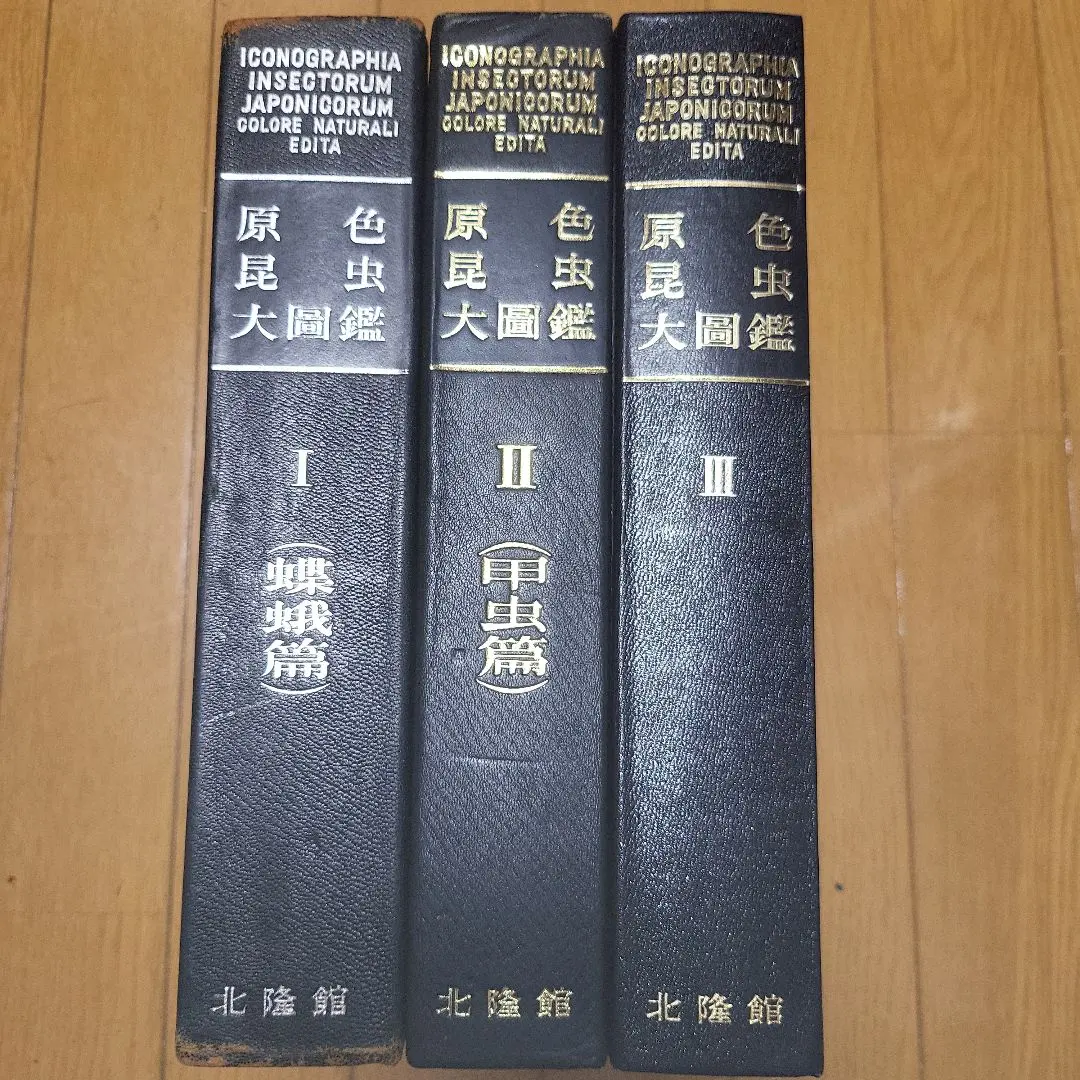 ICONOGRAPHIA
INSECTORUM
JAPONICORUM
COLORE NATURALI
EDITA
原色
昆虫
大圖鑑
I
(蝶蛾篇)
北隆館
ICONOGRAPHIA
INSECTORUM
JAPONICORUM
COLORE NATURALI
EDITA
原色
昆虫
大圖鑑
II
(甲虫篇)
北隆館
ICONOGRAPHIA
INSECTORUM
JAPONICORUM
COLORE NATURALI
EDITA
原色
昆虫
大圖鑑
III
北隆館